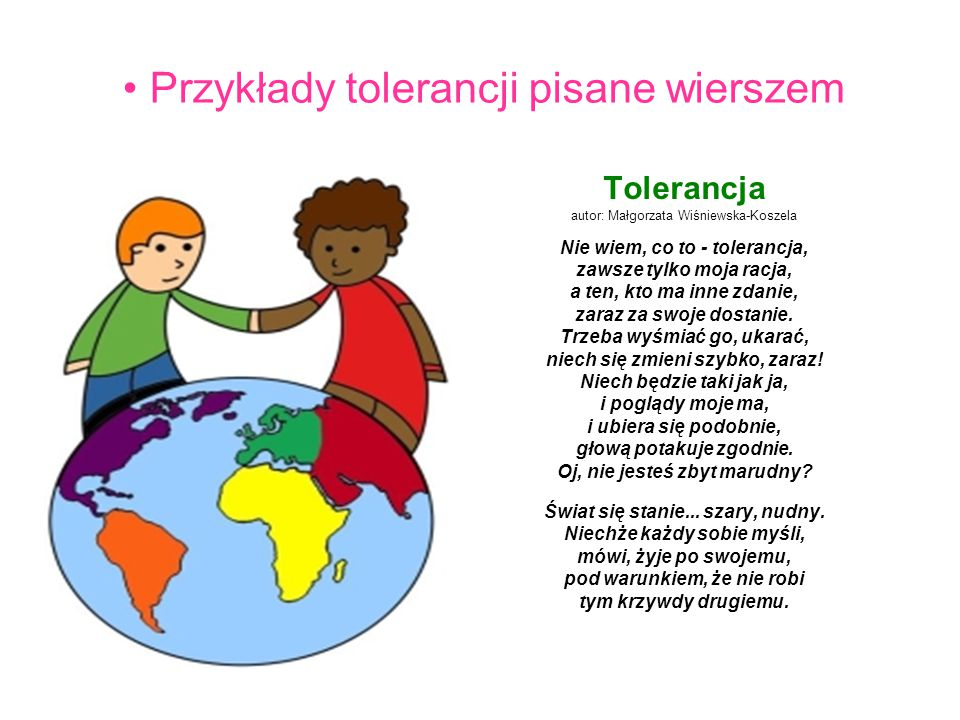 • Przykłady tolerancji pisane wierszem
Tolerancja
autor: Małgorzata Wiśniewska-Koszela
Nie wiem, co to - tolerancja,
zawsze tylko moja racja,
a ten, kto ma inne zdanie,
zaraz za swoje dostanie.
Trzeba wyśmiać go, ukarać,
niech się zmieni szybko, zaraz!
Niech będzie taki jak ja,
i poglądy moje ma,
i ubiera się podobnie,
głową potakuje zgodnie.
Oj, nie jesteś zbyt marudny?
Świat się stanie... szary, nudny.
Niechże każdy sobie myśli,
mówi, żyje po swojemu,
pod warunkiem, że nie robi
tym krzywdy drugiemu.